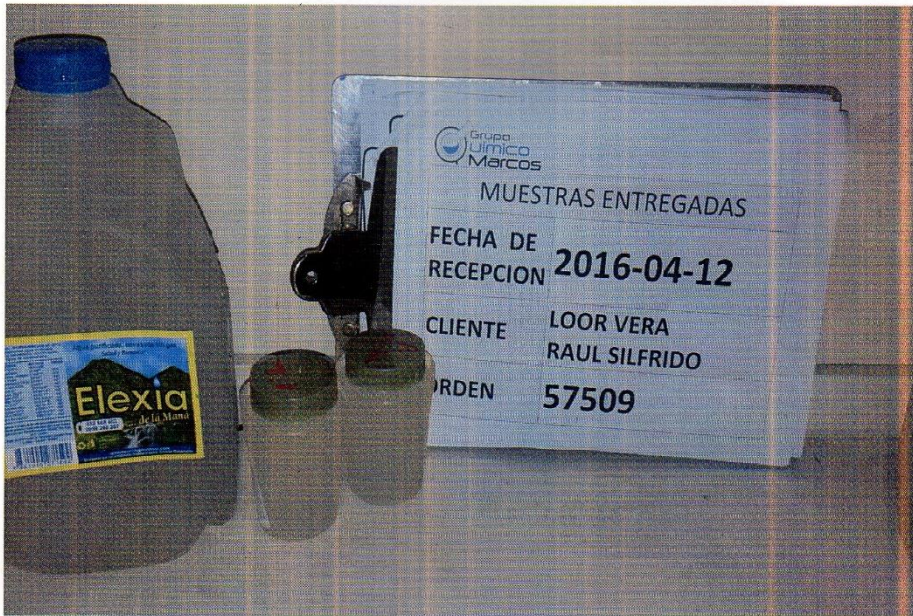 Grupo
Químico
Marcos
MUESTRAS ENTREGADAS
FECHA DE
RECEPCION 2016-04-12
CLIENTE LOOR VERA
RAUL SILFRIDO
ORDEN 57509
Elexia
de la Maná